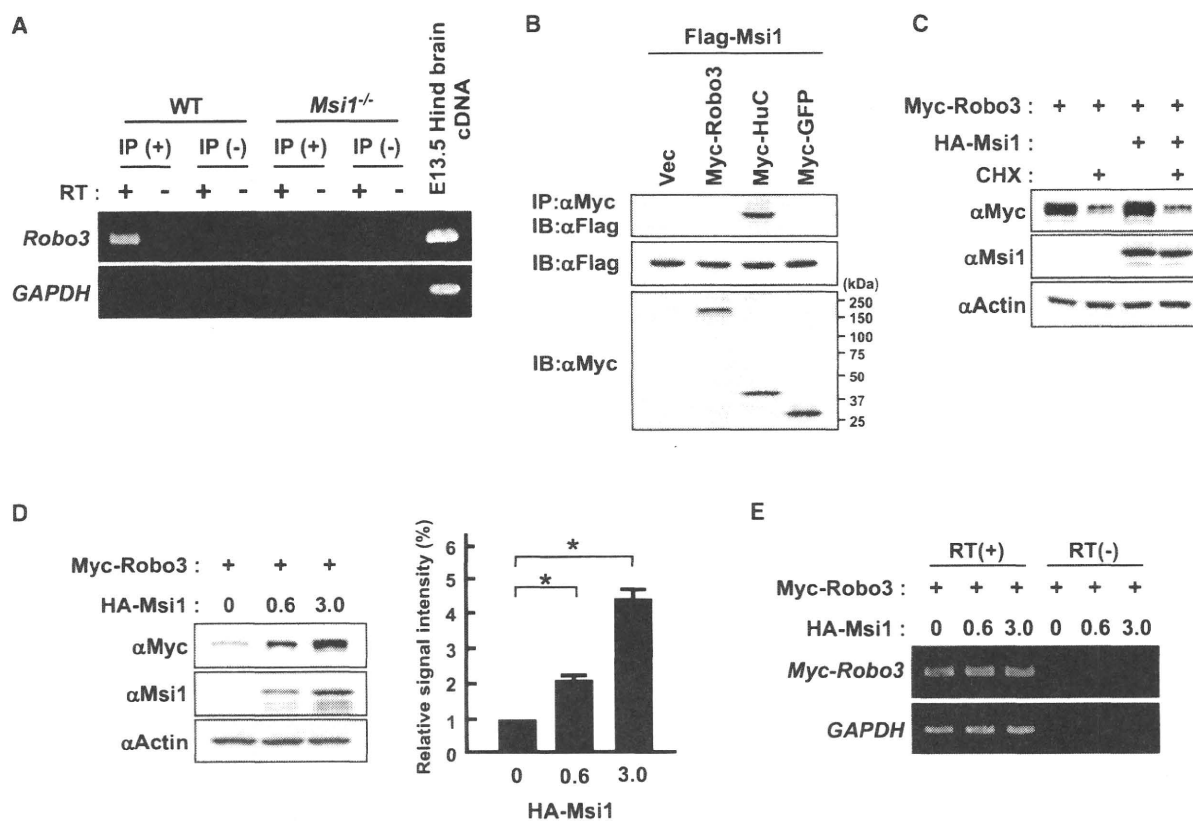 A
WT Msi1-/-
IP (+) IP (-) IP (+) IP (-)
E13.5 Hind brain cDNA
RT : + - + - + - + -
Robo3
GAPDH
B
Flag-Msi1
Vec Myc-Robo3 Myc-HuC Myc-GFP
IP:αMyc
IB:αFlag
IB:αFlag
(kDa)
250
150
100
75
50
37
25
IB:αMyc
C
Myc-Robo3 : + + + +
HA-Msi1 : + +
CHX : + +
αMyc
αMsi1
αActin
D
Myc-Robo3 : + + +
HA-Msi1 : 0 0.6 3.0
αMyc
αMsi1
αActin
Relative signal intensity (%)
6
5
4
2
1
0
* *
0 0.6 3.0
HA-Msi1
E
RT(+) RT(-)
Myc-Robo3 : + + + + + +
HA-Msi1 : 0 0.6 3.0 0 0.6 3.0
Myc-Robo3
GAPDH